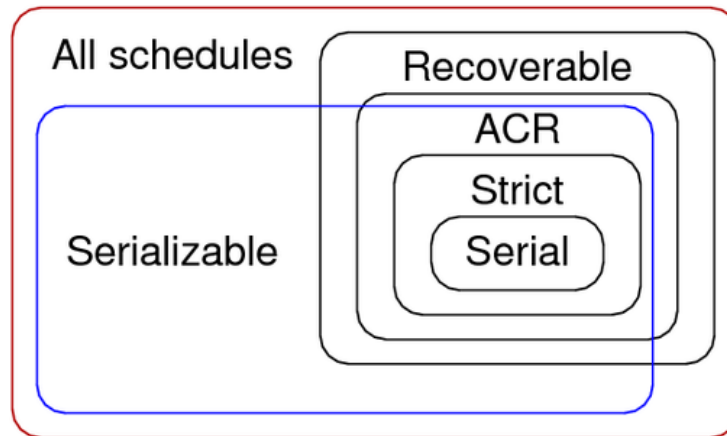 All schedules
Recoverable
ACR
Strict
Serializable
Serial